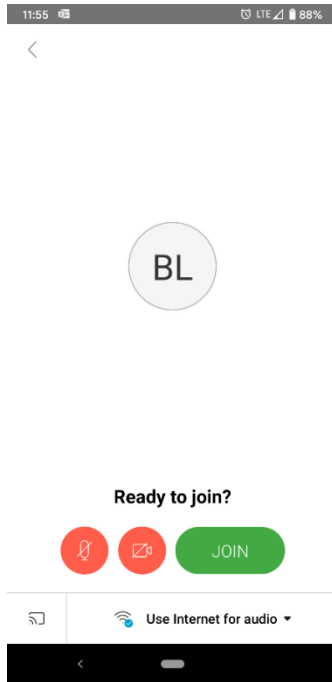 11:55 LTE 88%
BL
Ready to join?
JOIN
Use Internet for audio